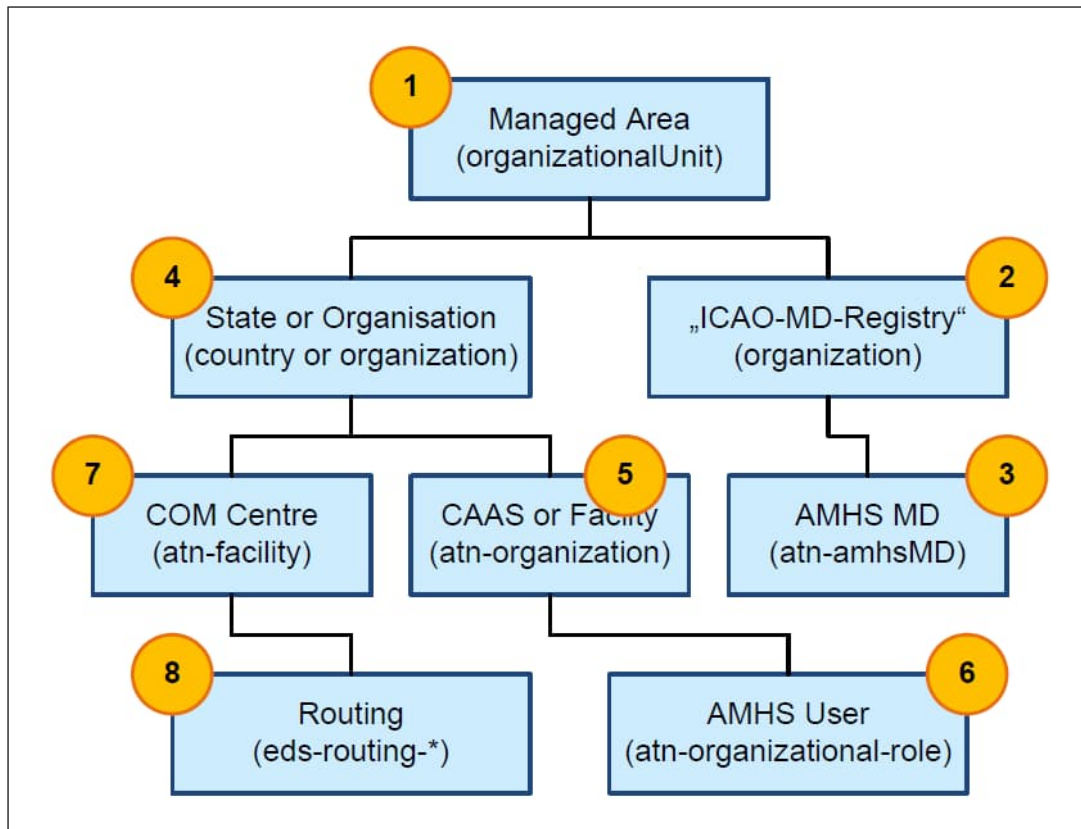 1
Managed Area
(organizationalUnit)
4
State or Organisation
(country or organization)
2
„ICAO-MD-Registry“
(organization)
7
COM Centre
(atn-facility)
5
CAAS or Facilty
(atn-organization)
3
AMHS MD
(atn-amhsMD)
8
Routing
(eds-routing-*)
6
AMHS User
(atn-organizational-role)